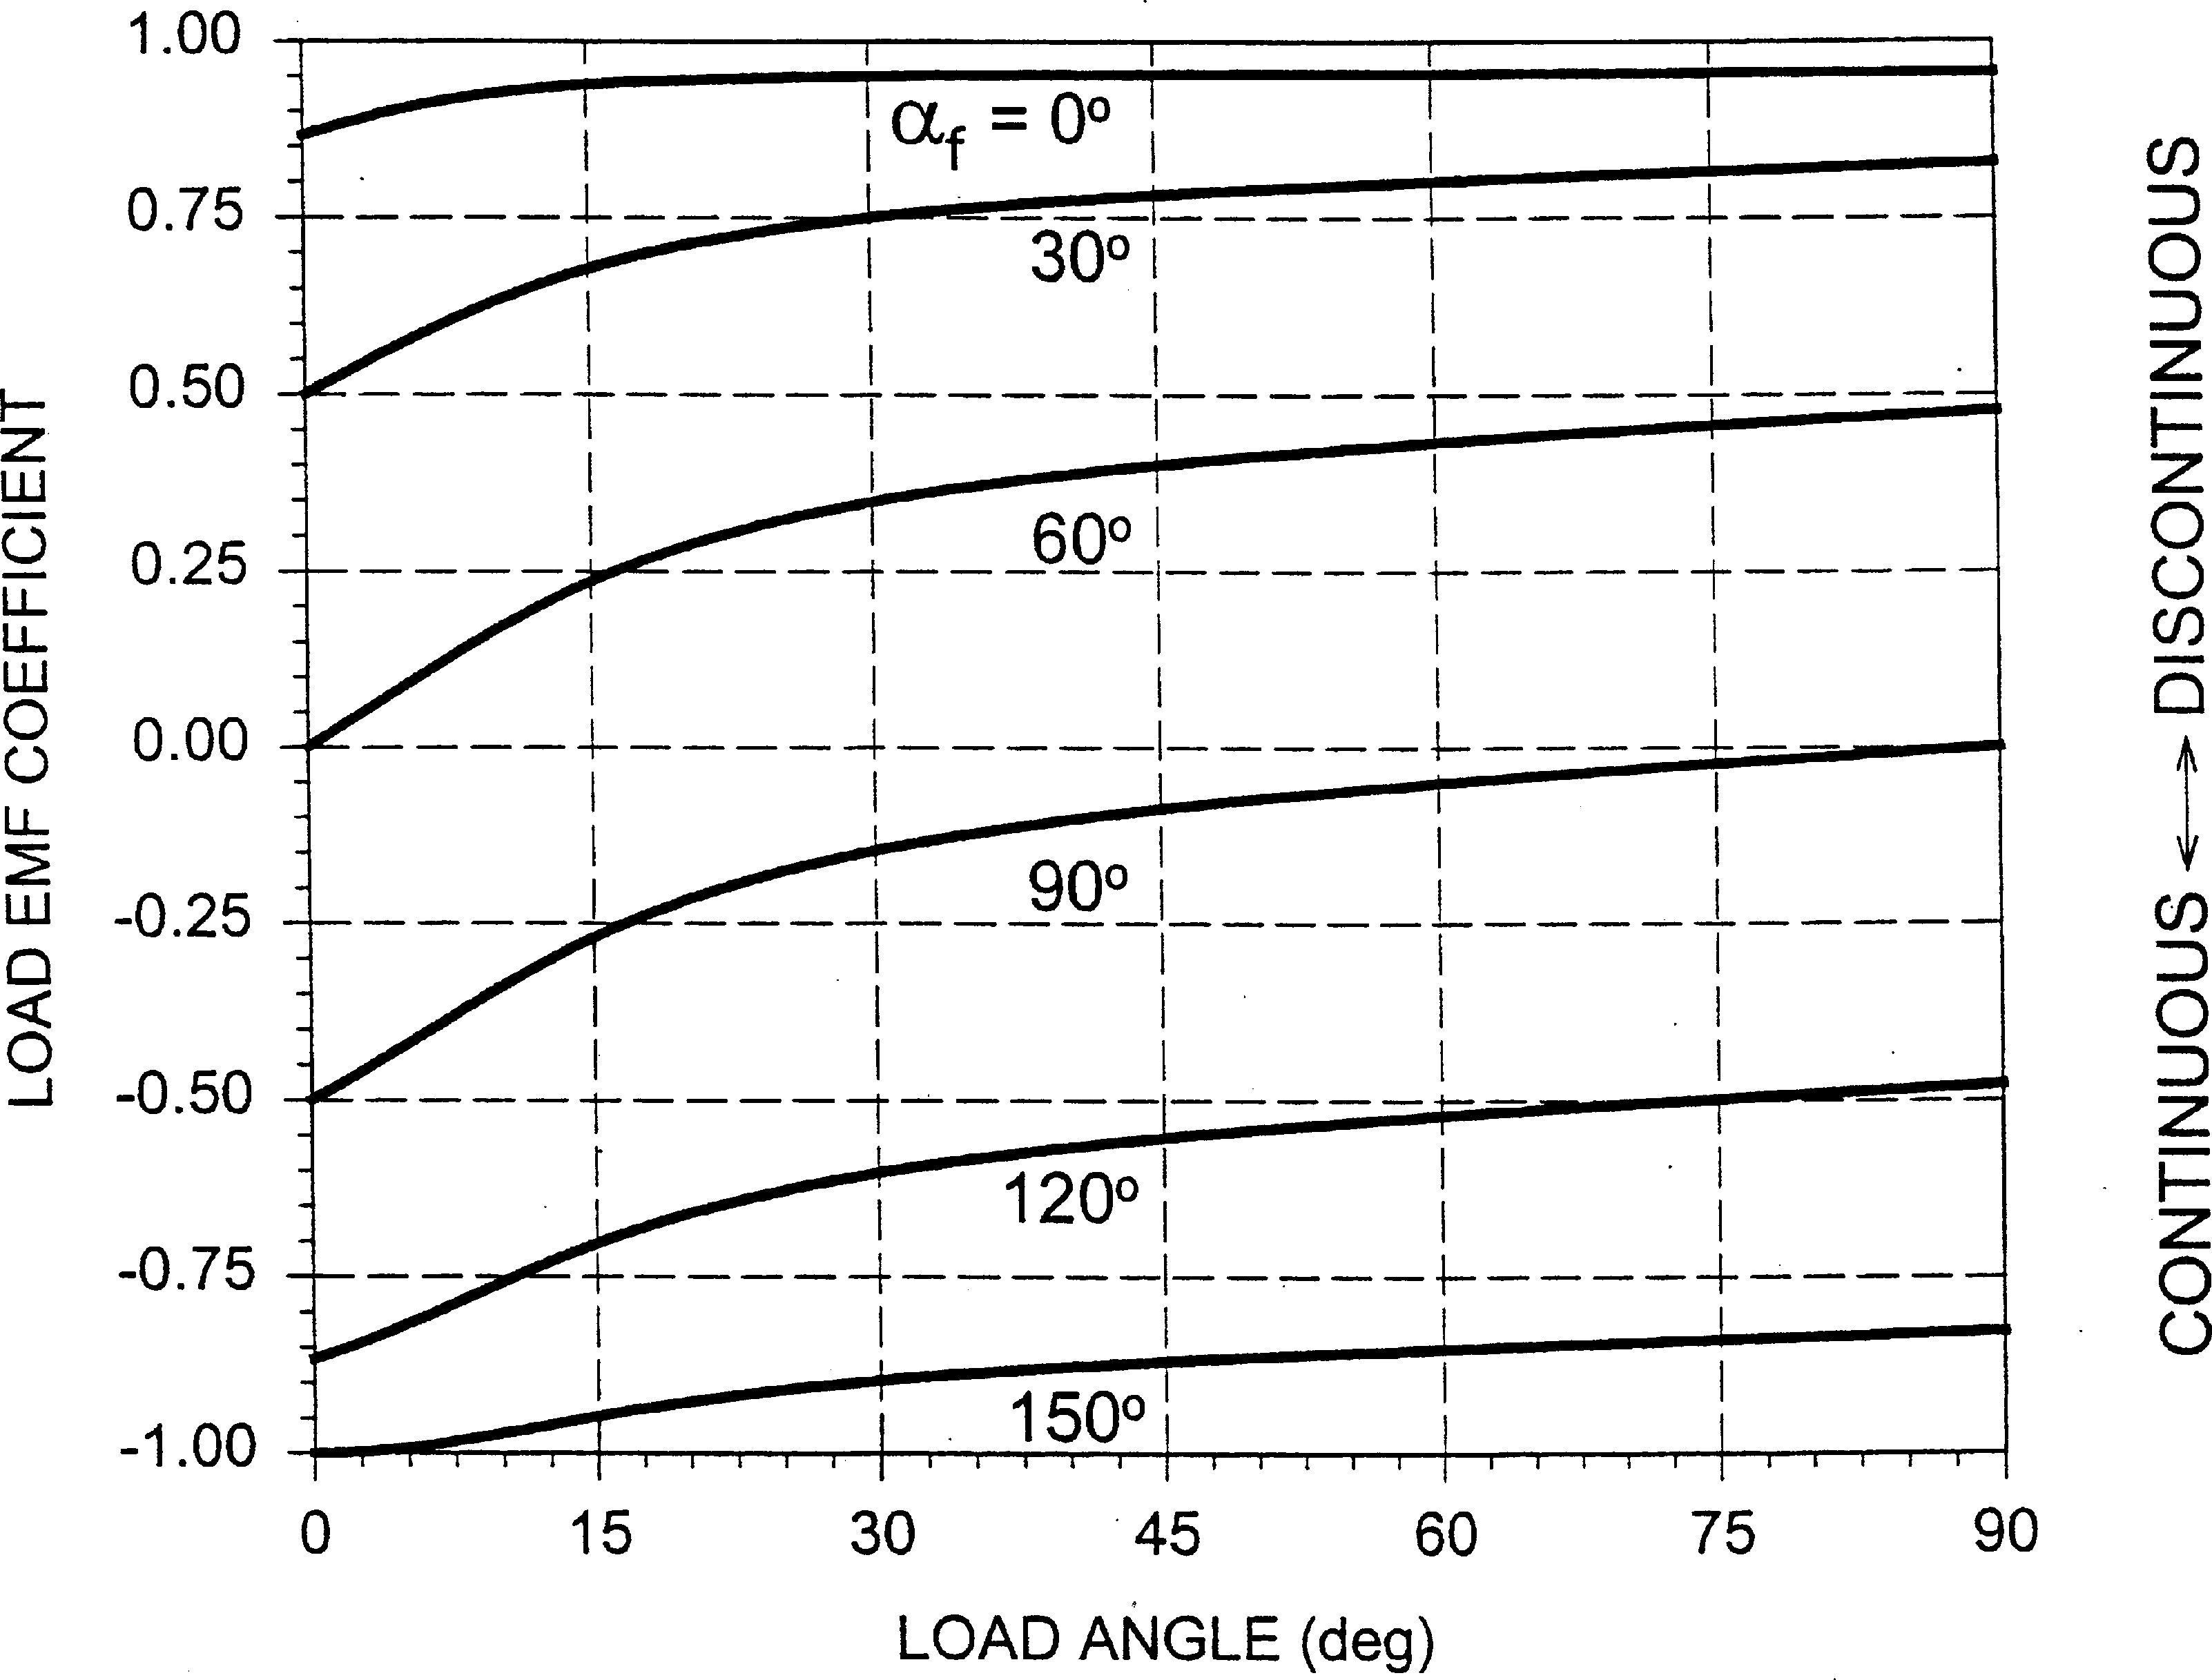 1.00
0.75
0.50
0.25
0.00
-0.25
-0.50
-0.75
-1.00
LOAD EMF COEFFICIENT
αf = 0º
30º
60º
90º
120º
150º
0 15 30 45 60 75 90
LOAD ANGLE (deg)
CONTINUOUS ↔ DISCONTINUOUS